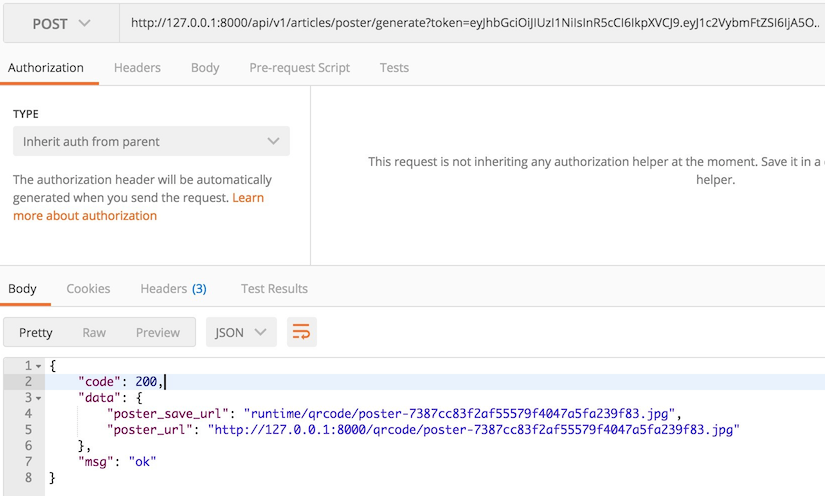 POST http://127.0.0.1:8000/api/v1/articles/poster/generate?token=eyJhbGciOiJIUzI1NiIsInR5cCI6IkpXVCJ9.eyJ1c2VybmFtZSI6IjA5O..
Authorization Headers Body Pre-request Script Tests
TYPE
Inherit auth from parent
The authorization header will be automatically
generated when you send the request. Learn
more about authorization
This request is not inheriting any authorization helper at the moment. Save it in a
helper.
Body Cookies Headers (3) Test Results
Pretty Raw Preview JSON
1 {
2 "code": 200,
3 "data": {
4 "poster_save_url": "runtime/qrcode/poster-7387cc83f2af55579f4047a5fa239f83.jpg",
5 "poster_url": "http://127.0.0.1:8000/qrcode/poster-7387cc83f2af55579f4047a5fa239f83.jpg"
6 },
7 "msg": "ok"
8 }